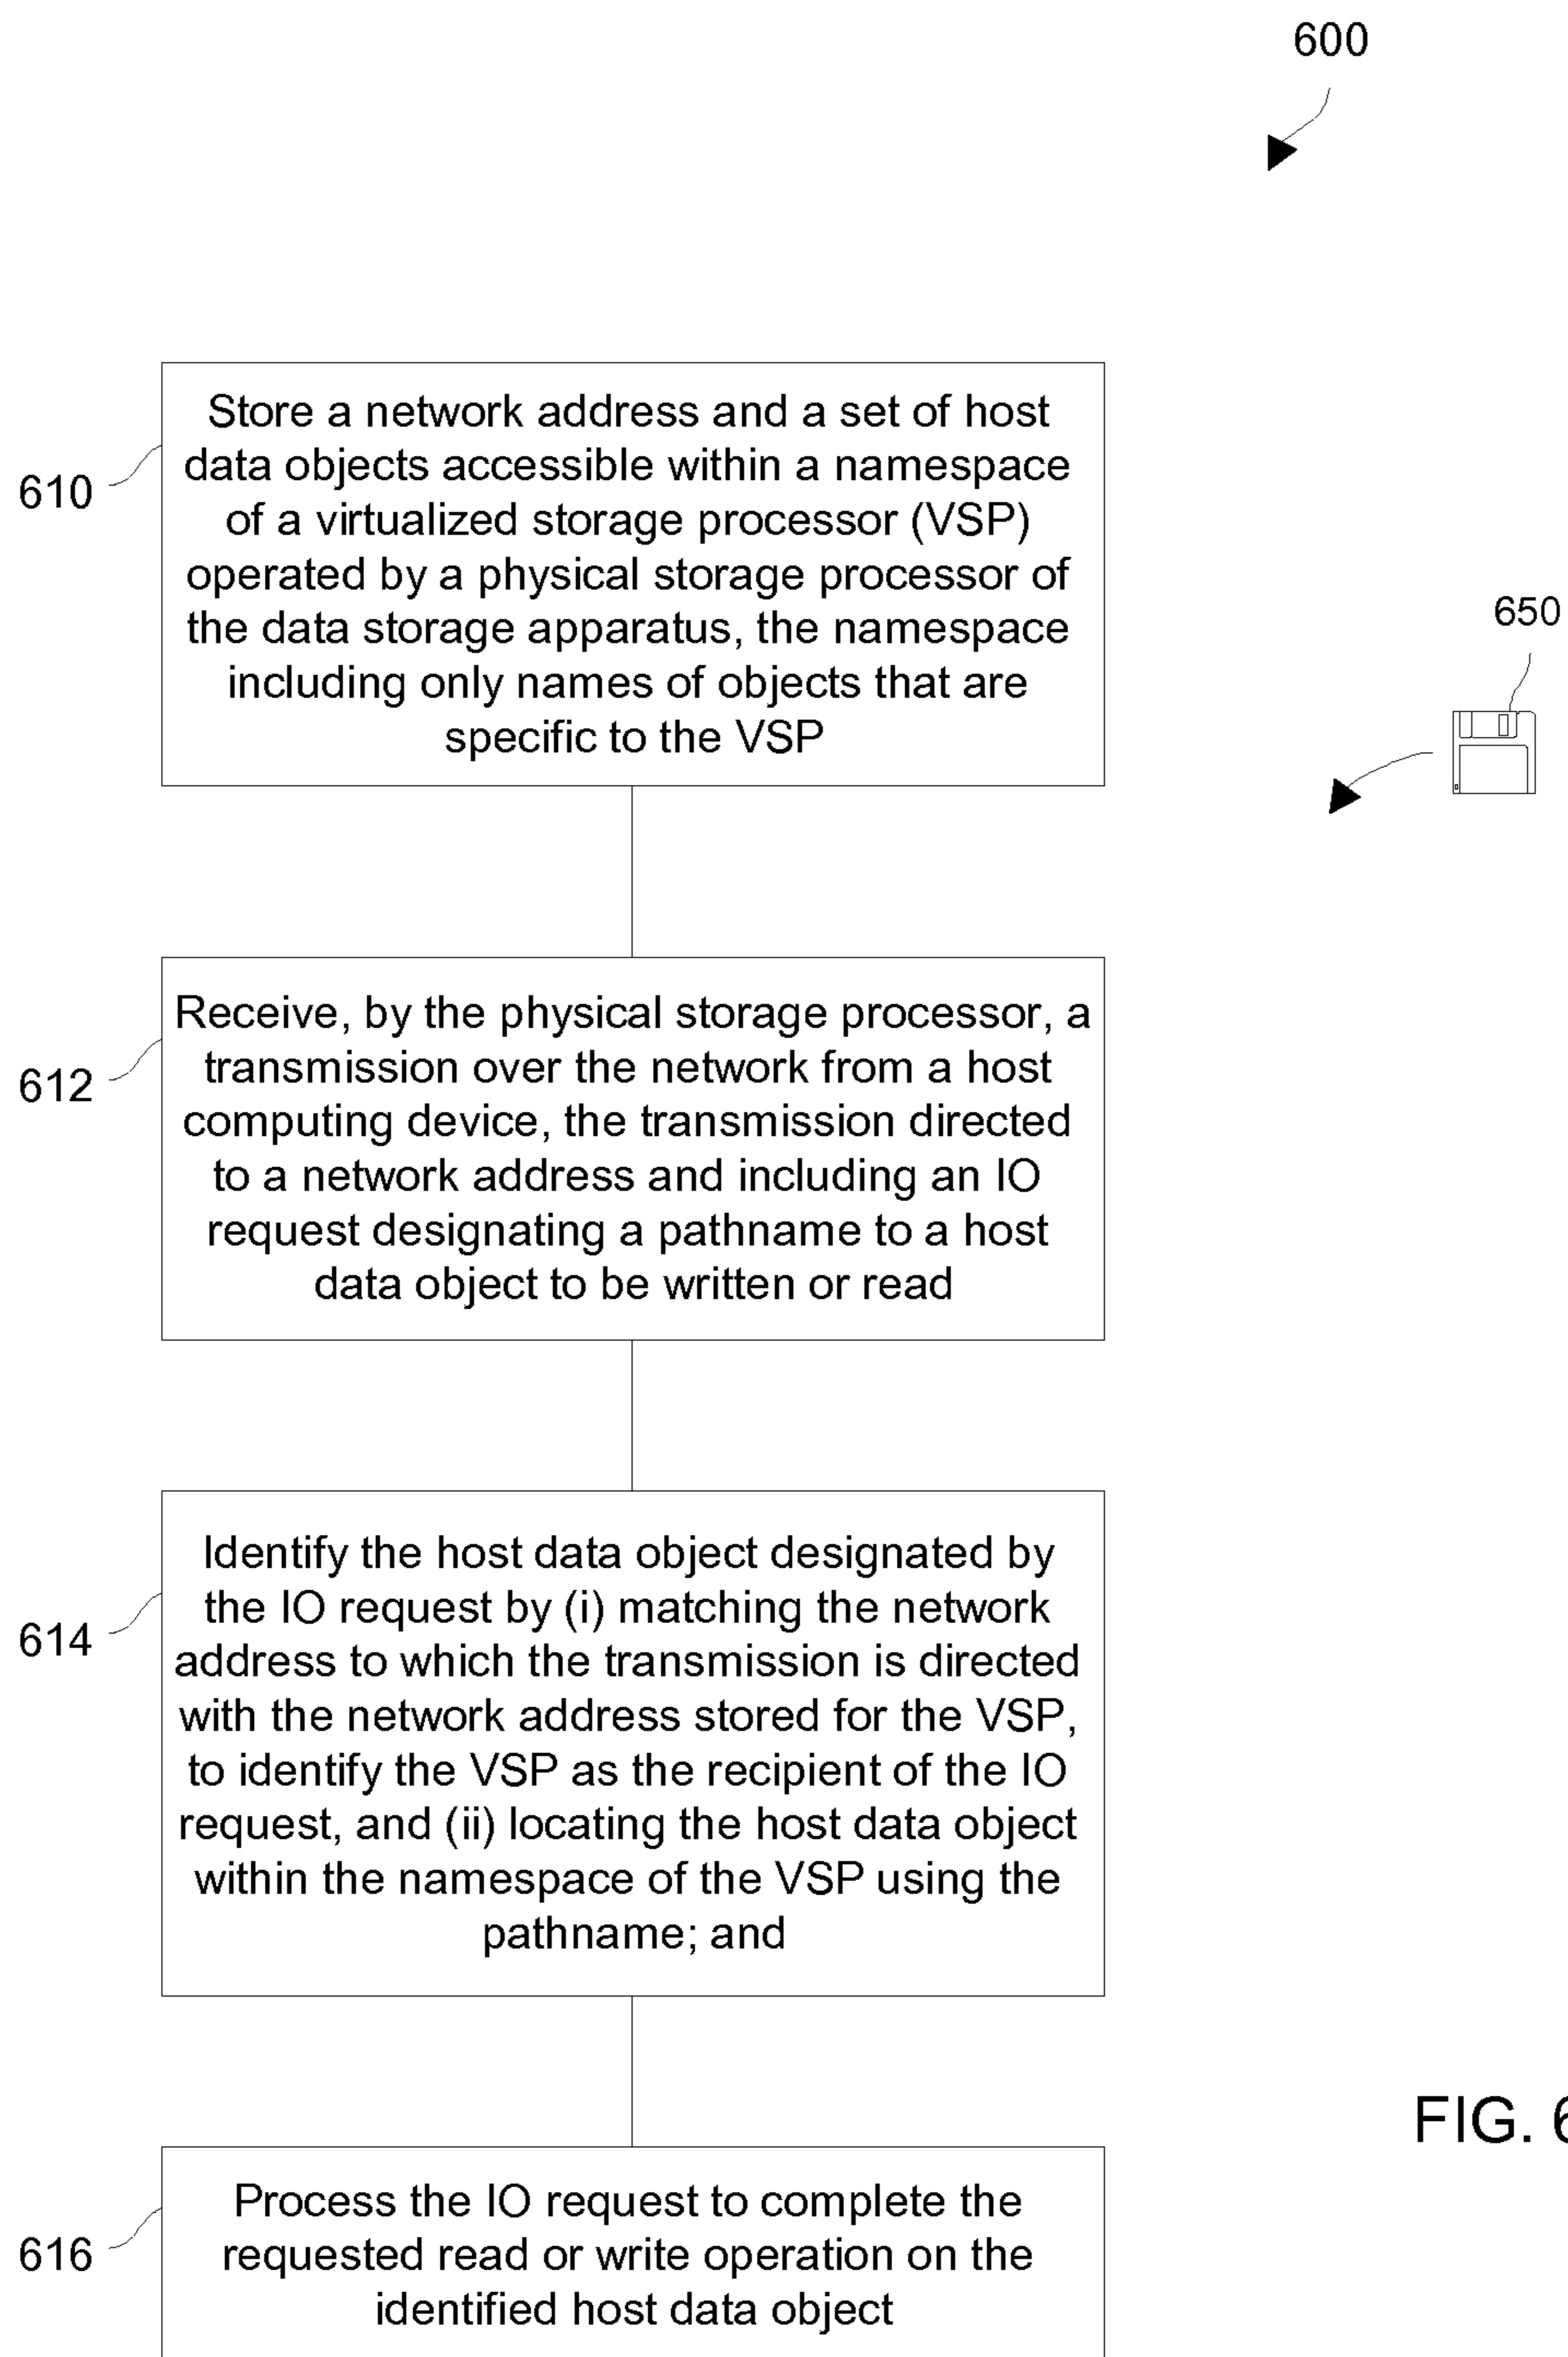 600
610
Store a network address and a set of host
data objects accessible within a namespace
of a virtualized storage processor (VSP)
operated by a physical storage processor of
the data storage apparatus, the namespace
including only names of objects that are
specific to the VSP
650
612
Receive, by the physical storage processor, a
transmission over the network from a host
computing device, the transmission directed
to a network address and including an IO
request designating a pathname to a host
data object to be written or read
614
Identify the host data object designated by
the IO request by (i) matching the network
address to which the transmission is directed
with the network address stored for the VSP,
to identify the VSP as the recipient of the IO
request, and (ii) locating the host data object
within the namespace of the VSP using the
pathname; and
FIG. 6
616
Process the IO request to complete the
requested read or write operation on the
identified host data object